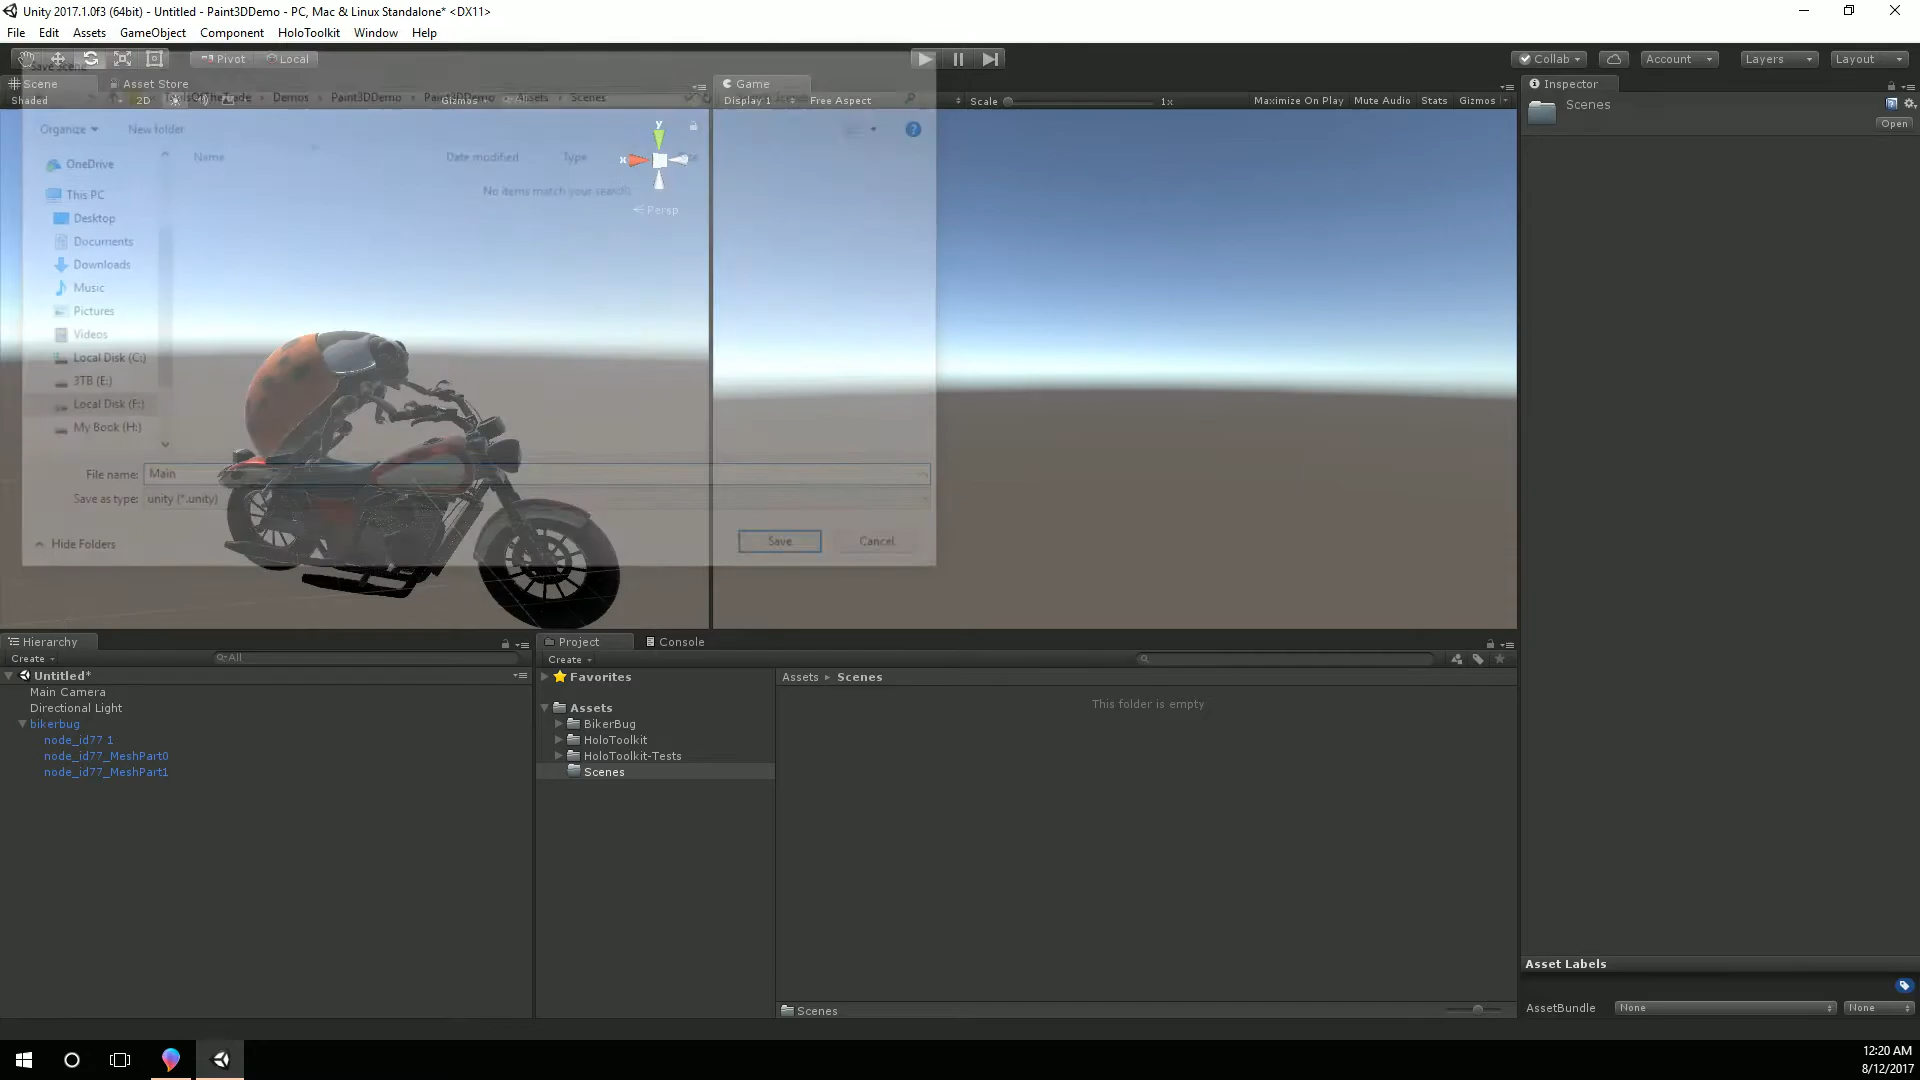 Unity 2017.1.0f3 (64bit) - Untitled - Paint3DDemo - PC, Mac & Linux Standalone* <DX11>
File Edit Assets GameObject Component HoloToolkit Window Help
Pivot Local Collab Account Layers Layout
Save Scene
Scene Asset Store Game Inspector
Shaded 2D Gizmos All Display 1 Free Aspect Scale 1x Maximize On Play Mute Audio Stats Gizmos
ToolsOfTheTrade Demos Paint3DDemo Paint3DDemo Assets Scenes
Scenes
Open
Organize New folder
Name Date modified Type
y
x
No items match your search.
Persp
OneDrive
This PC
Desktop
Documents
Downloads
Music
Pictures
Videos
Local Disk (C:)
3TB (E:)
Local Disk (F:)
My Book (H:)
File name: Main
Save as type: unity (*.unity)
Hide Folders Save Cancel
Hierarchy Project Console
Create All Create
Untitled*
Main Camera
Directional Light
bikerbug
node_id77 1
node_id77_MeshPart0
node_id77_MeshPart1
Favorites
Assets
BikerBug
HoloToolkit
HoloToolkit-Tests
Scenes
Assets Scenes
This folder is empty
Scenes
Asset Labels
AssetBundle None None
12:20 AM
8/12/2017